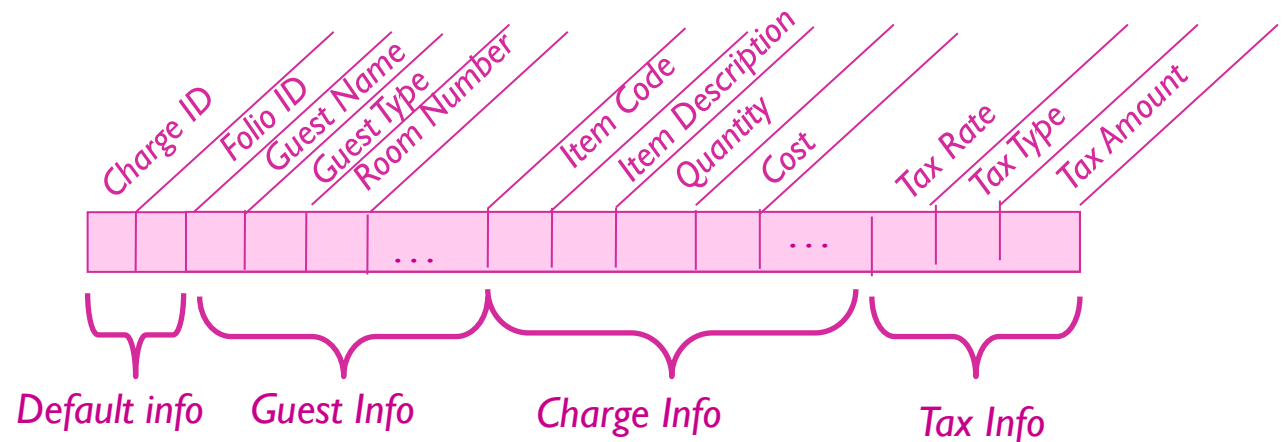 Charge ID
Folio ID
Guest Name
Guest Type
Room Number
Item Code
Item Description
Quantity
Cost
Tax Rate
Tax Type
Tax Amount
...
...
Default info
Guest Info
Charge Info
Tax Info